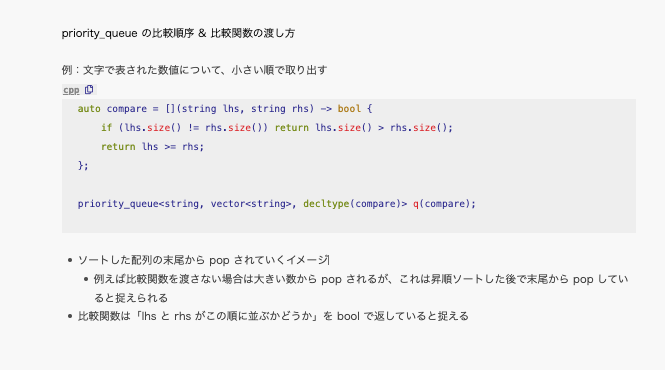 priority_queue の比較順序 & 比較関数の渡し方
例：文字で表された数値について、小さい順で取り出す
cpp
auto compare = [](string lhs, string rhs) -> bool {
    if (lhs.size() != rhs.size()) return lhs.size() > rhs.size();
    return lhs >= rhs;
};
priority_queue<string, vector<string>, decltype(compare)> q(compare);
• ソートした配列の末尾から pop されていくイメージ
• 例えば比較関数を渡さない場合は大きい数から pop されるが、これは昇順ソートした後で末尾から pop してい
ると捉えられる
• 比較関数は「lhs と rhs がこの順に並ぶかどうか」を bool で返していると捉える